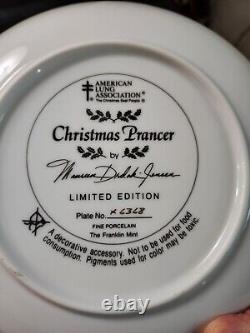 AMERICAN
LUNG
ASSOCIATION®
The Christmas Seal People ®
Christmas Prancer
by
LIMITED EDITION
Plate No.
FINE PORCELAIN
The Franklin Mint
A decorative accessory. Not to be used for food
consumption. Pigments used for color may be toxic.